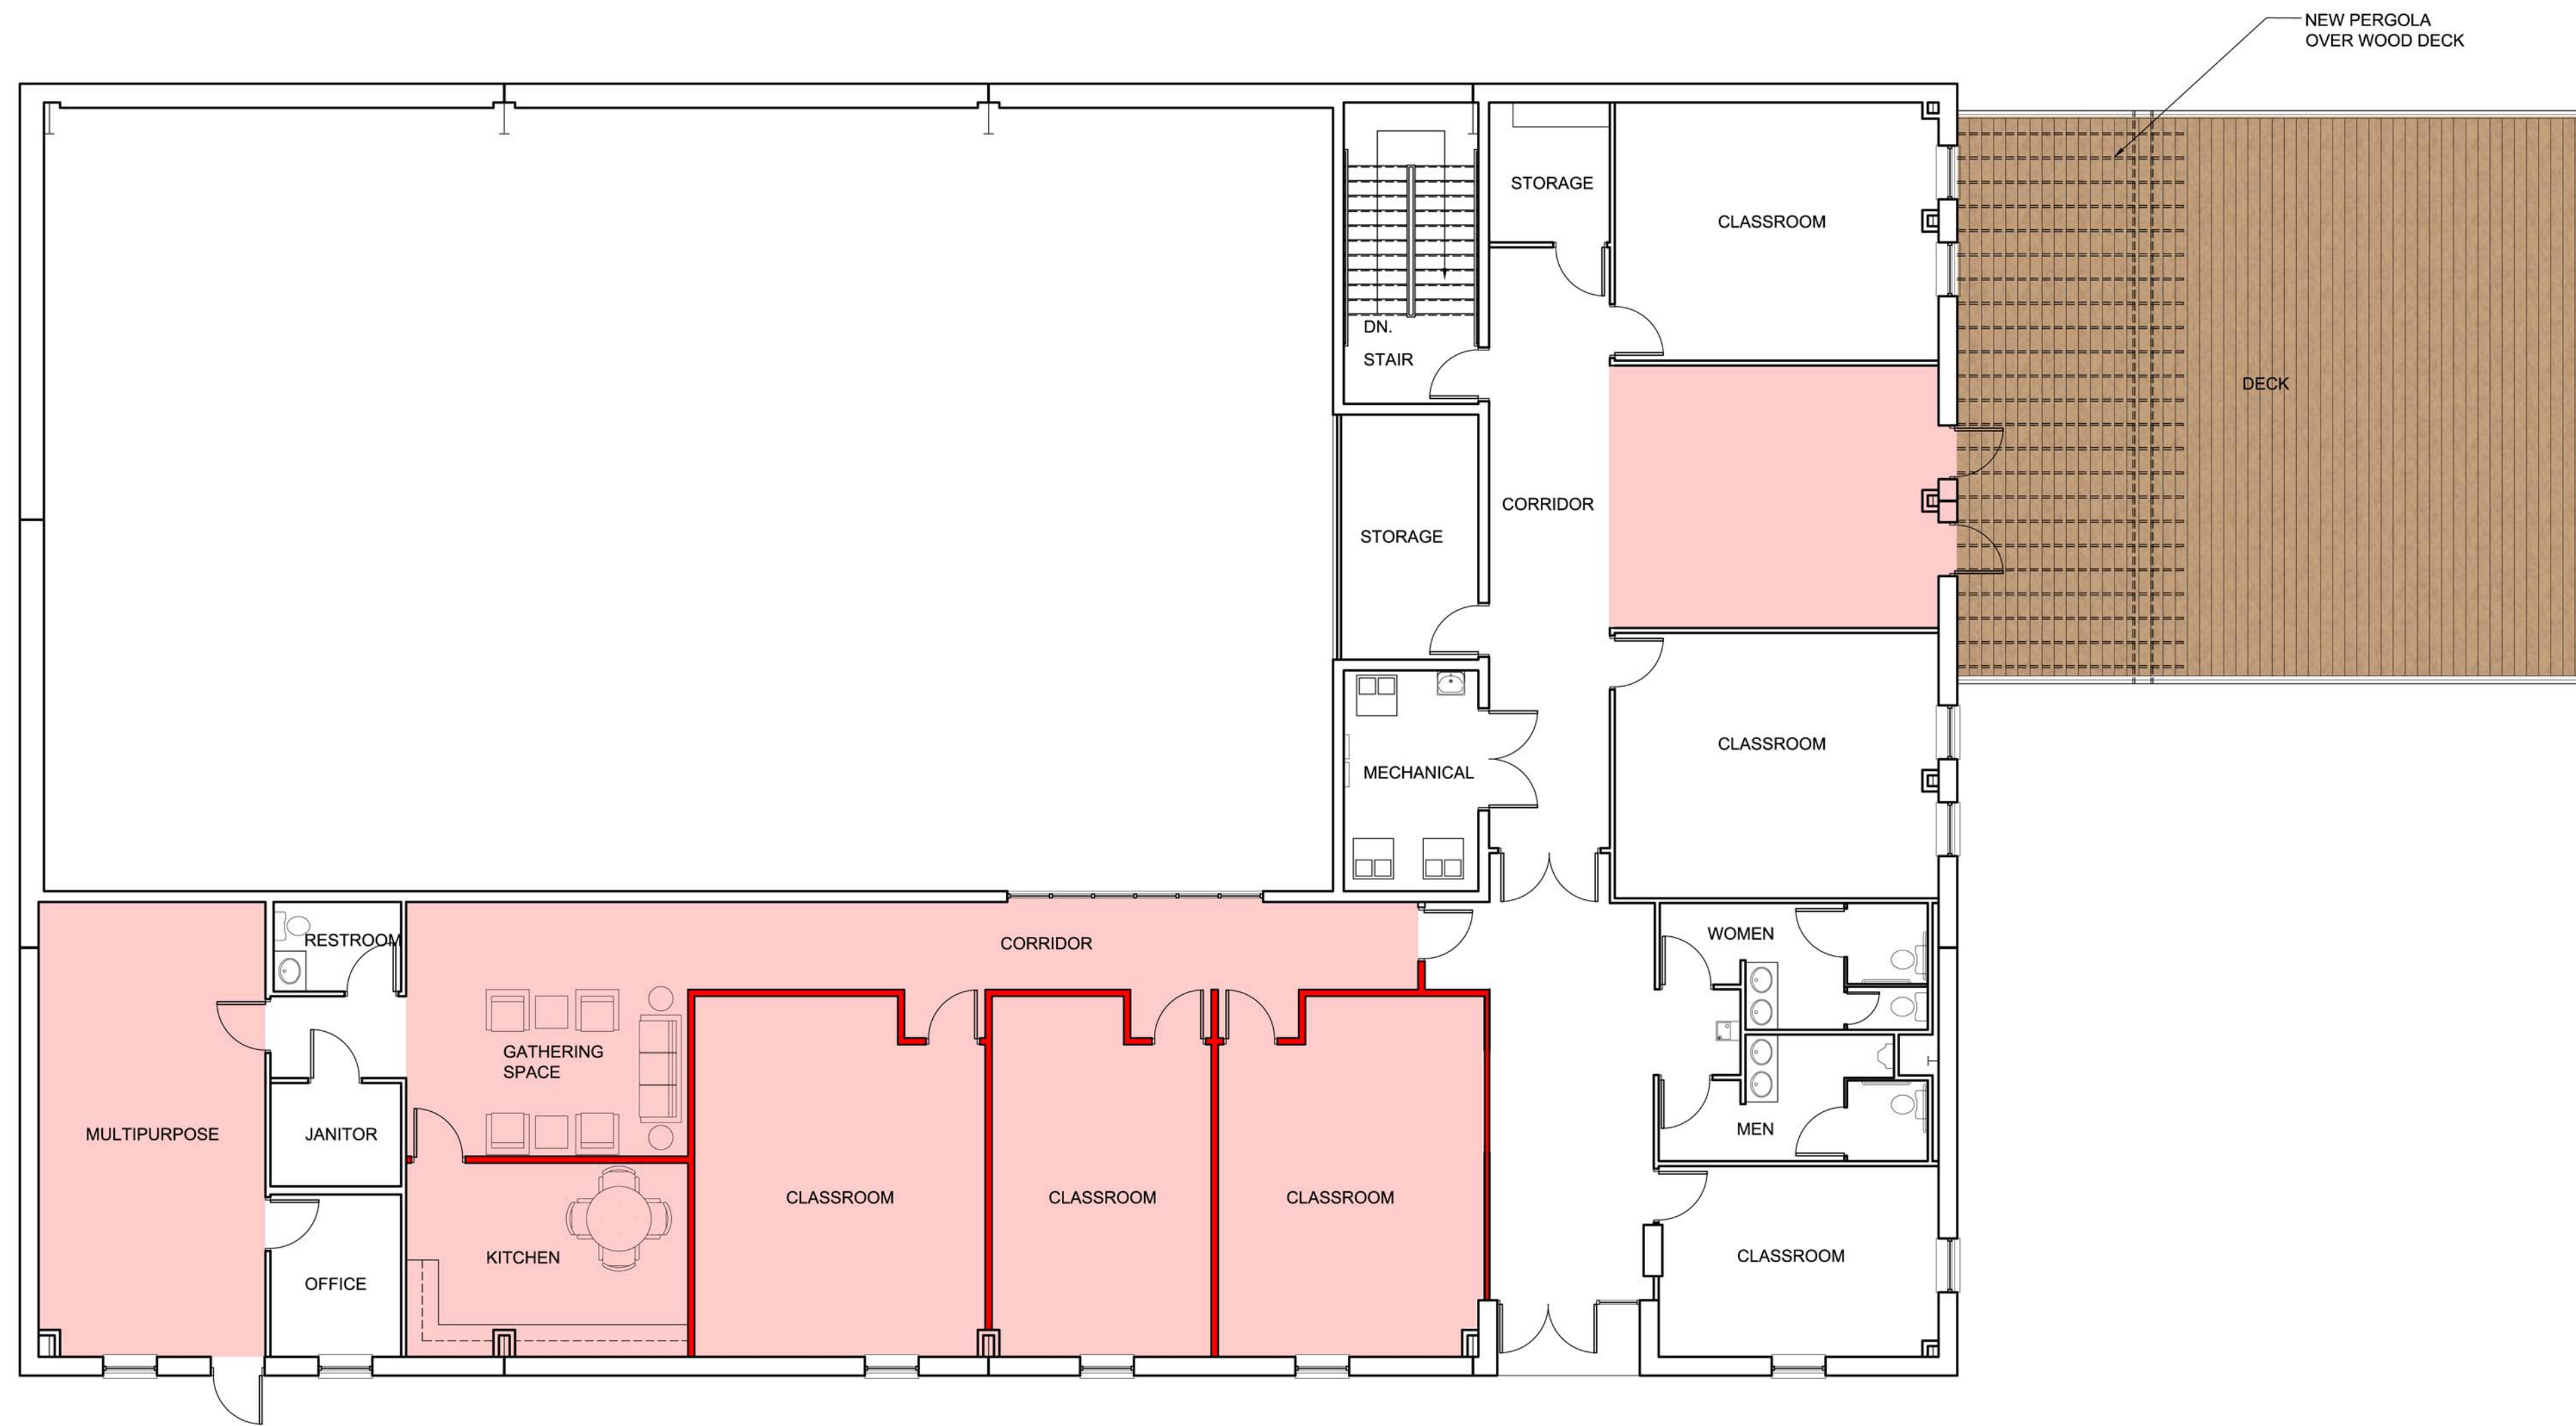 NEW PERGOLA
OVER WOOD DECK
STORAGE
CLASSROOM
DN.
STAIR
DECK
CORRIDOR
STORAGE
CLASSROOM
MECHANICAL
RESTROOM
CORRIDOR
WOMEN
GATHERING
SPACE
MULTIPURPOSE
JANITOR
MEN
CLASSROOM
CLASSROOM
CLASSROOM
KITCHEN
CLASSROOM
OFFICE